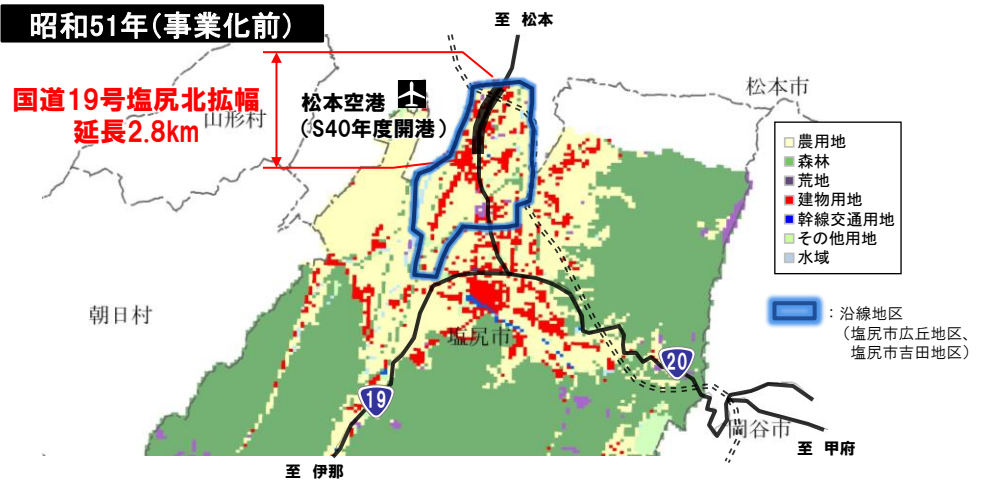 昭和51年(事業化前)
至 松本
国道19号塩尻北拡幅
延長2.8km
山形村
松本空港
(S40年度開港)
松本市
農用地
森林
荒地
建物用地
幹線交通用地
その他用地
水域
朝日村
：沿線地区
(塩尻市広丘地区、
塩尻市吉田地区)
塩尻市
20
19
岡谷市
至 甲府
至 伊那